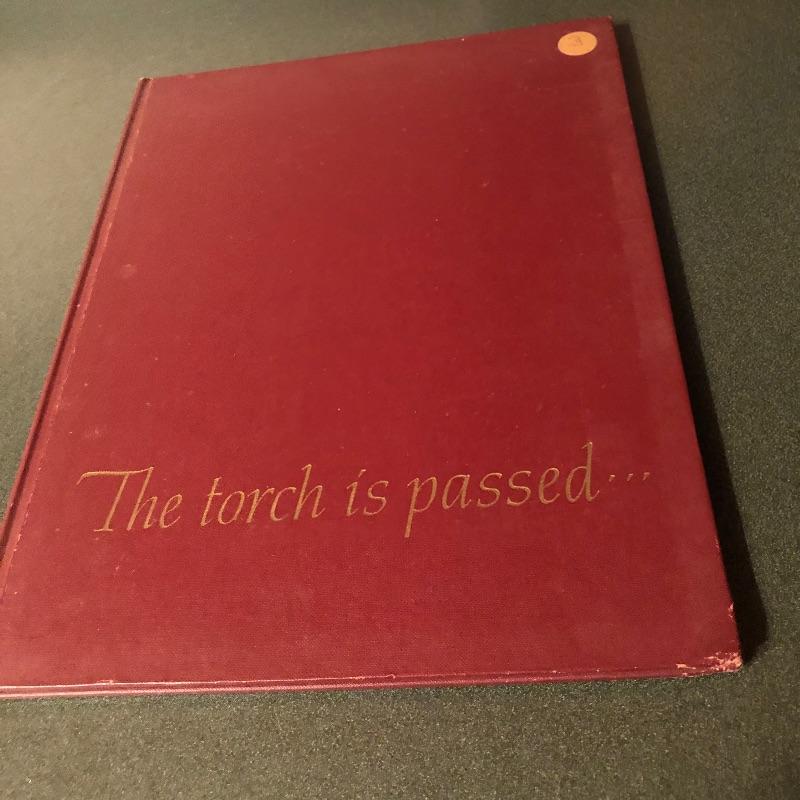 The torch is passed...